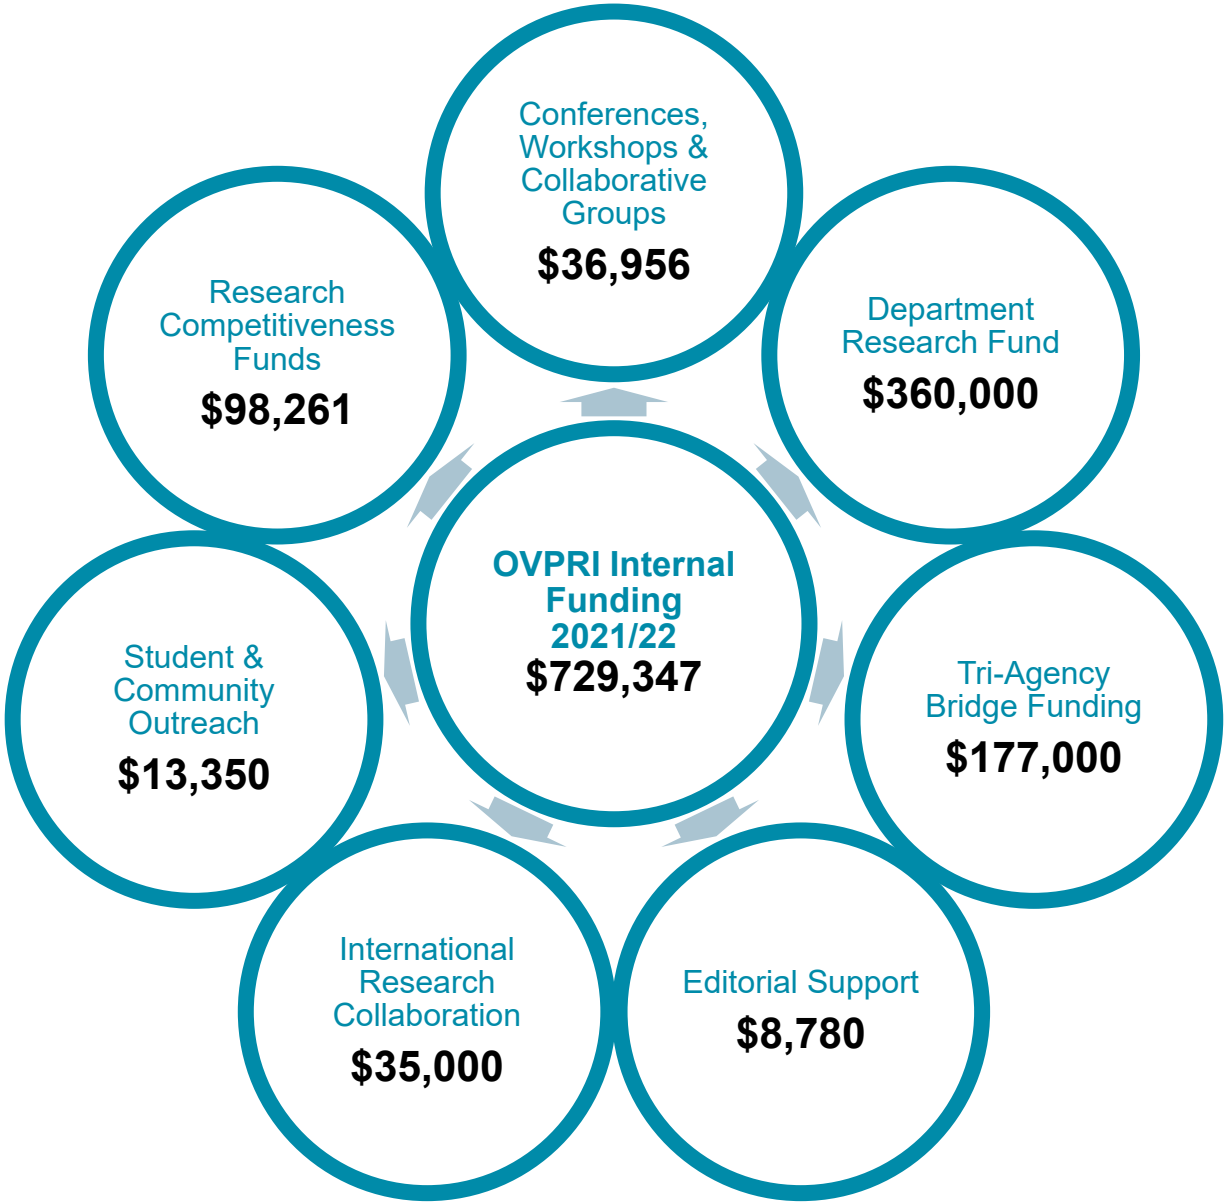 Conferences,
Workshops &
Collaborative
Groups
$36,956
Department
Research Fund
$360,000
Tri-Agency
Bridge Funding
$177,000
Editorial Support
$8,780
International
Research
Collaboration
$35,000
Student &
Community
Outreach
$13,350
Research
Competitiveness
Funds
$98,261
OVPRI Internal
Funding
2021/22
$729,347